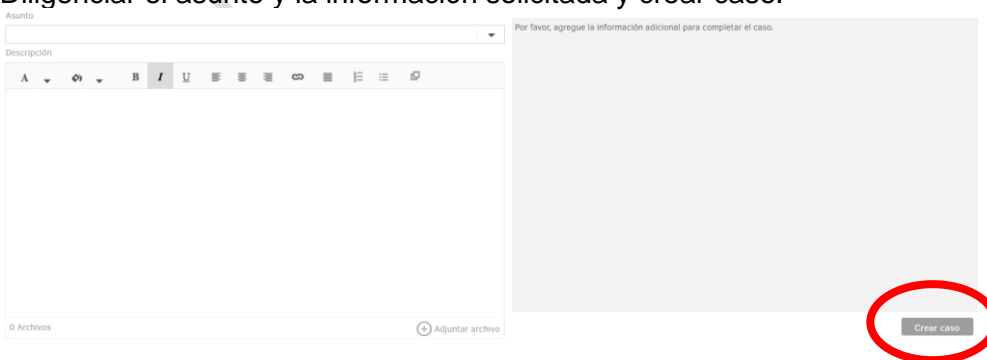 Diligenciar el asunto y la información solicitada y crear caso.
Asunto
Por favor, agregue la información adicional para completar el caso.
Descripción
A B I U
0 Archivos
Adjuntar archivo
Crear caso